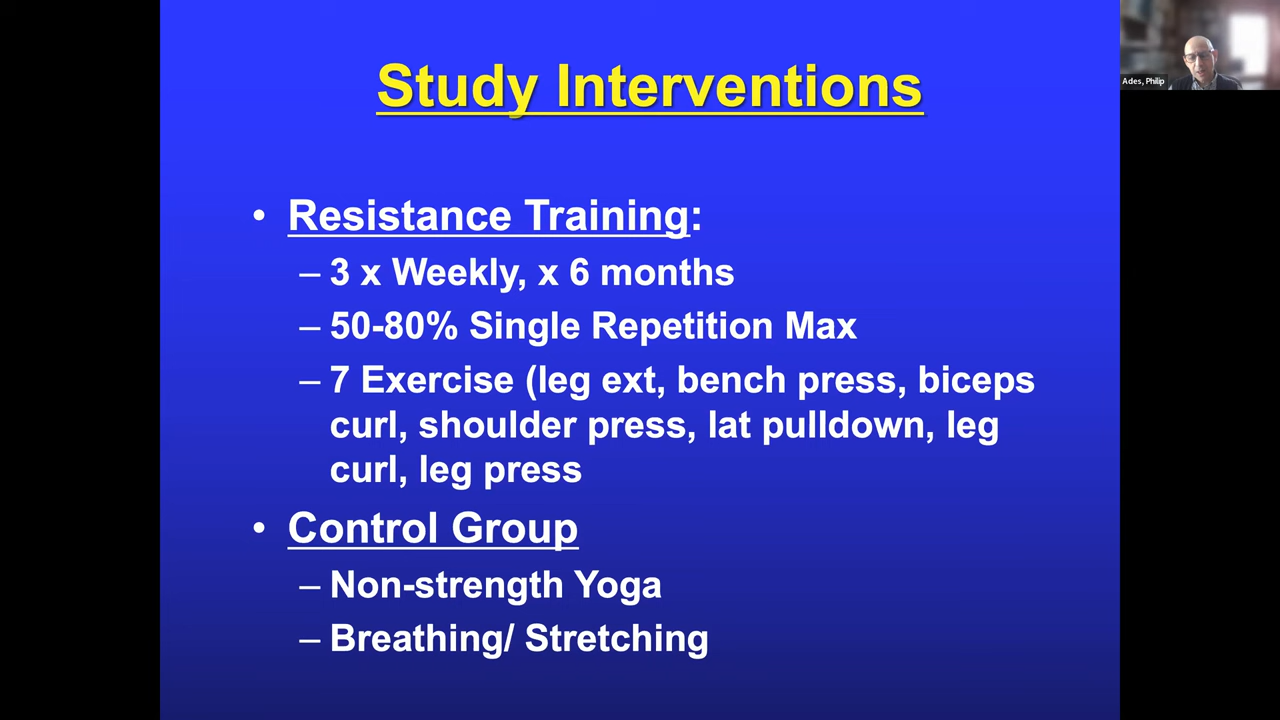 Study Interventions
Ades, Philip
• Resistance Training:
– 3 x Weekly, x 6 months
– 50-80% Single Repetition Max
– 7 Exercise (leg ext, bench press, biceps
curl, shoulder press, lat pulldown, leg
curl, leg press
• Control Group
– Non-strength Yoga
– Breathing/ Stretching